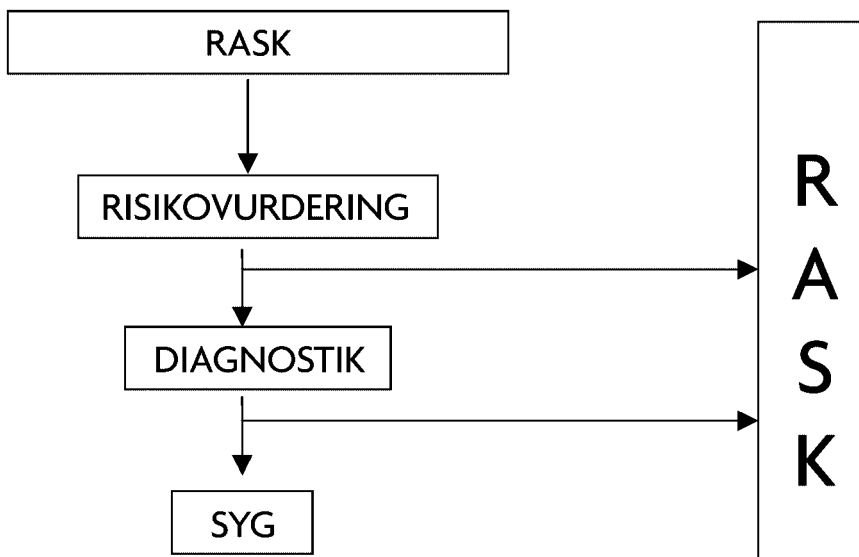 RASK
RISIKOVURDERING
DIAGNOSTIK
SYG
R
A
S
K